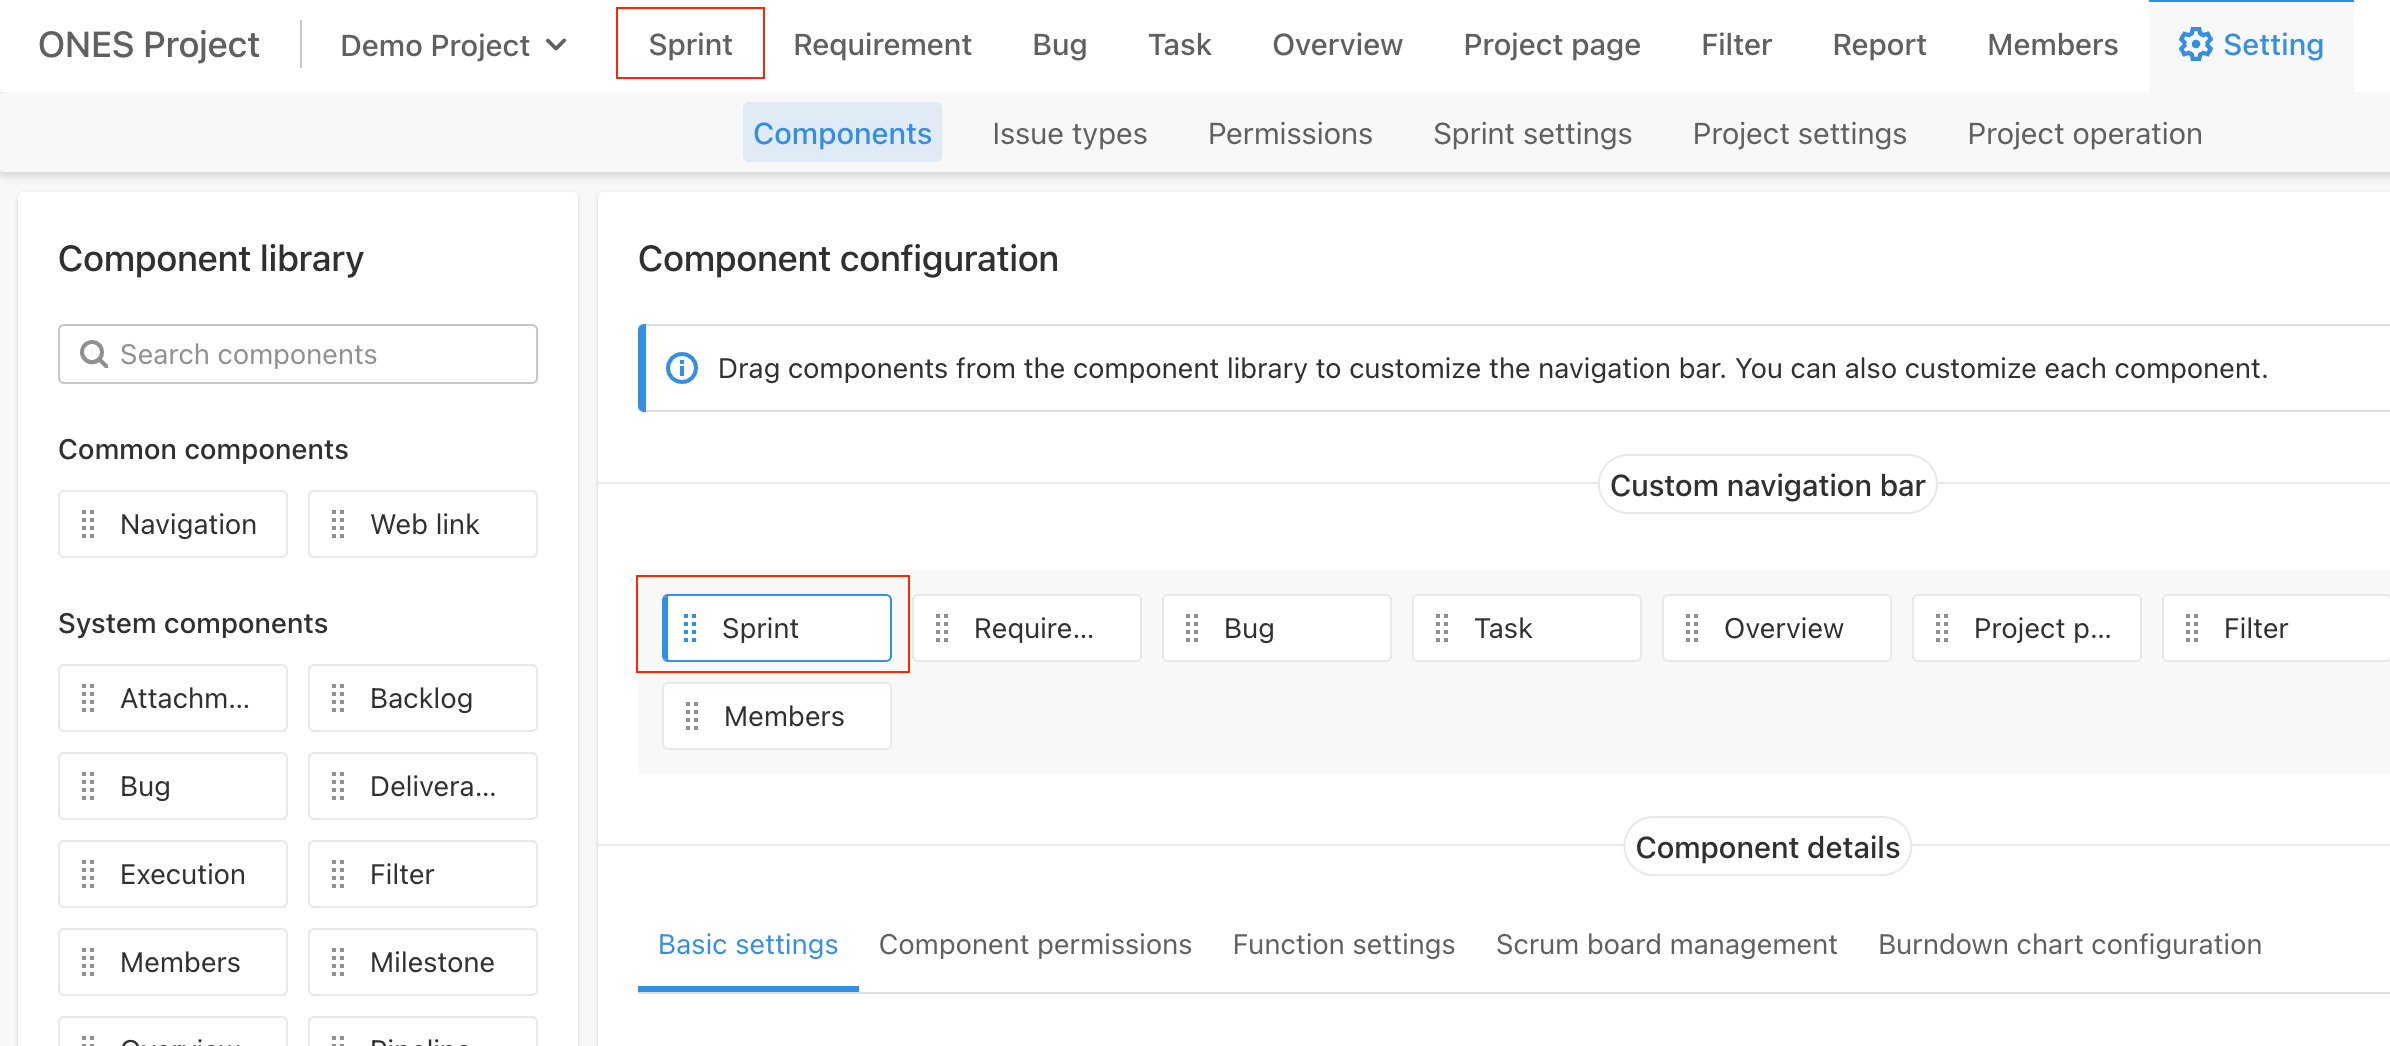 ONES Project Demo Project Sprint Requirement Bug Task Overview Project page Filter Report Members Setting
Components Issue types Permissions Sprint settings Project settings Project operation
Component library
Search components
Common components
Navigation Web link
System components
Attachm... Backlog
Bug Delivera...
Execution Filter
Members Milestone
Overview Pipeline
Component configuration
Drag components from the component library to customize the navigation bar. You can also customize each component.
Custom navigation bar
Sprint Require... Bug Task Overview Project p... Filter
Members
Component details
Basic settings Component permissions Function settings Scrum board management Burndown chart configuration